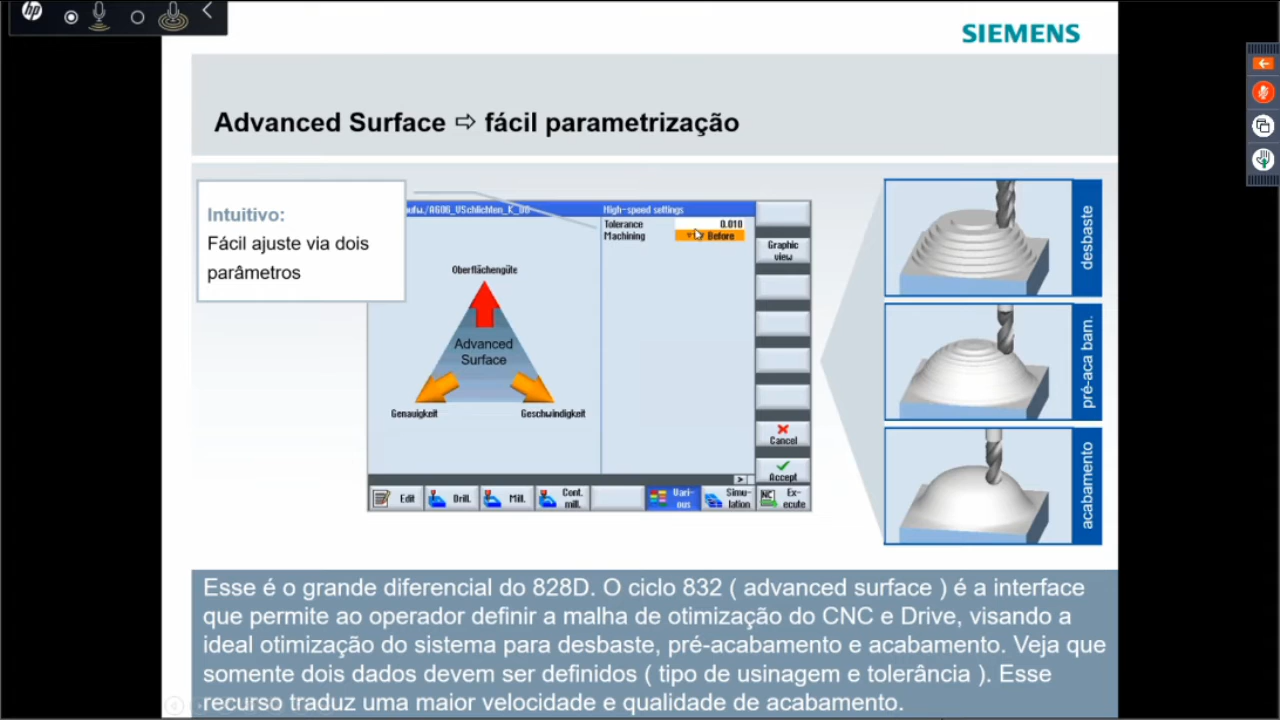 hp
SIEMENS
Advanced Surface ⇨ fácil parametrização
Intuitivo:
Fácil ajuste via dois
parâmetros
High-speed settings
Tolerance 0.010
Machining Before
Graphic
view
Oberflächengüte
Advanced
Surface
Genauigkeit
Geschwindigkeit
Cancel
Accept
Edit
Drill.
Mill.
Cont.
mill.
Vari-
ous
Simu-
lation
NC
Ex-
ecute
desbaste
pré-aca bam.
acabamento
Esse é o grande diferencial do 828D. O ciclo 832 ( advanced surface ) é a interface
que permite ao operador definir a malha de otimização do CNC e Drive, visando a
ideal otimização do sistema para desbaste, pré-acabamento e acabamento. Veja que
somente dois dados devem ser definidos ( tipo de usinagem e tolerância ). Esse
recurso traduz uma maior velocidade e qualidade de acabamento.